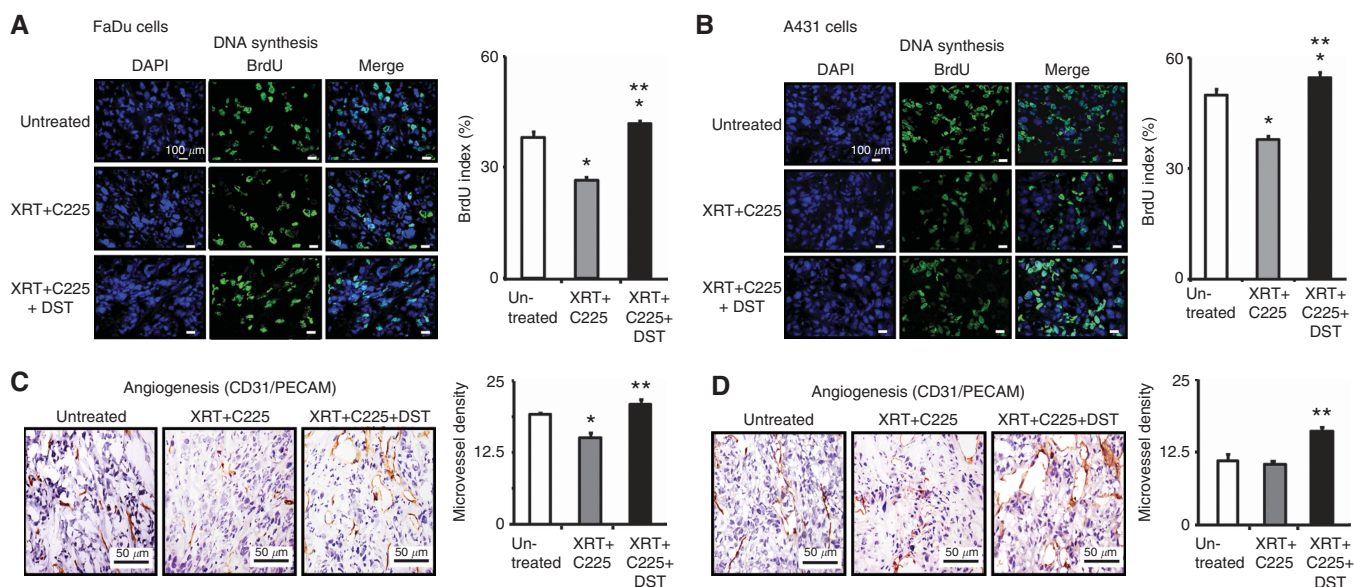 A
FaDu cells
DNA synthesis
DAPI
BrdU
Merge
Untreated
100 μm
XRT+C225
XRT+C225
+ DST
60
30
0
BrdU index (%)
*
**
*
Un-
treated
XRT+
C225
XRT+
C225+
DST
B
A431 cells
DNA synthesis
DAPI
BrdU
Merge
Untreated
100 μm
XRT+C225
XRT+C225
+ DST
60
30
0
BrdU index (%)
*
**
*
Un-
treated
XRT+
C225
XRT+
C225+
DST
C
Angiogenesis (CD31/PECAM)
Untreated
XRT+C225
XRT+C225+DST
50 μm
50 μm
50 μm
25
12.5
0
Microvessel density
*
**
Un-
treated
XRT+
C225
XRT+
C225+
DST
D
Angiogenesis (CD31/PECAM)
Untreated
XRT+C225
XRT+C225+DST
50 μm
50 μm
50 μm
25
12.5
0
Microvessel density
**
Un-
treated
XRT+
C225
XRT+
C225+
DST